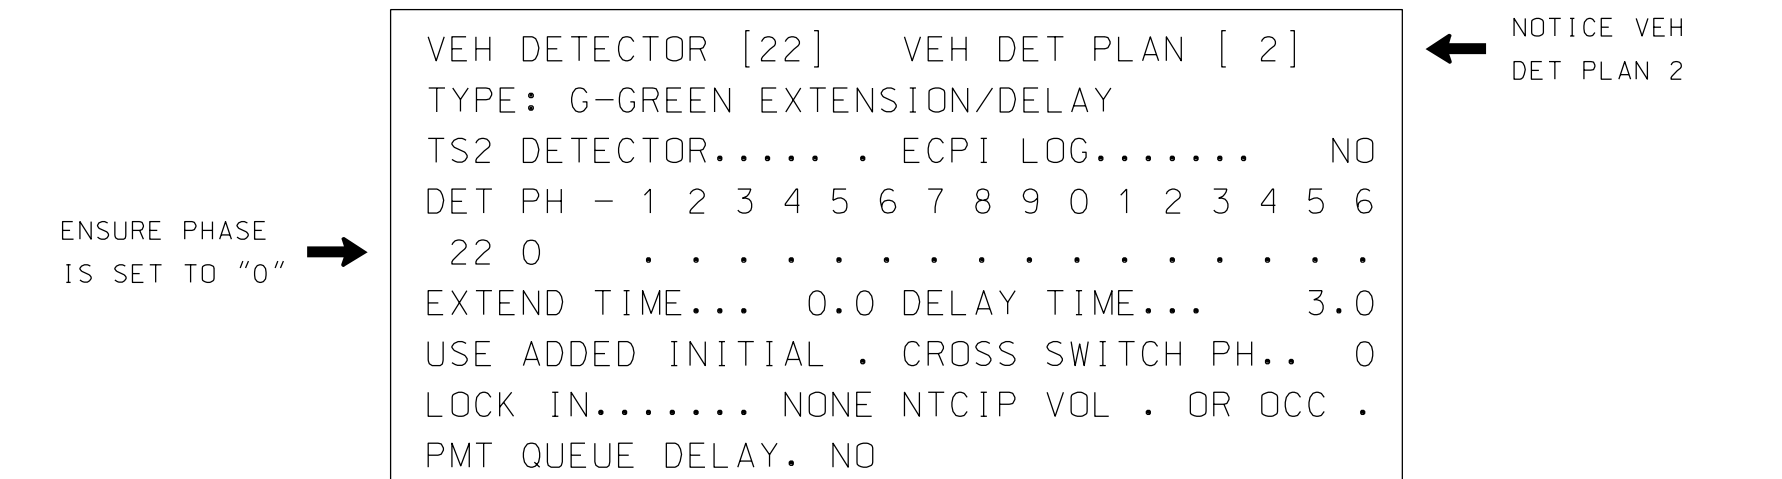 VEH DETECTOR [22] VEH DET PLAN [ 2]
NOTICE VEH
DET PLAN 2
TYPE: G-GREEN EXTENSION/DELAY
TS2 DETECTOR..... . ECPI LOG....... NO
DET PH - 1 2 3 4 5 6 7 8 9 0 1 2 3 4 5 6
ENSURE PHASE
IS SET TO "0"
22 0 . . . . . . . . . . . . . . . .
EXTEND TIME... 0.0 DELAY TIME... 3.0
USE ADDED INITIAL . CROSS SWITCH PH.. 0
LOCK IN....... NONE NTCIP VOL . OR OCC .
PMT QUEUE DELAY. NO